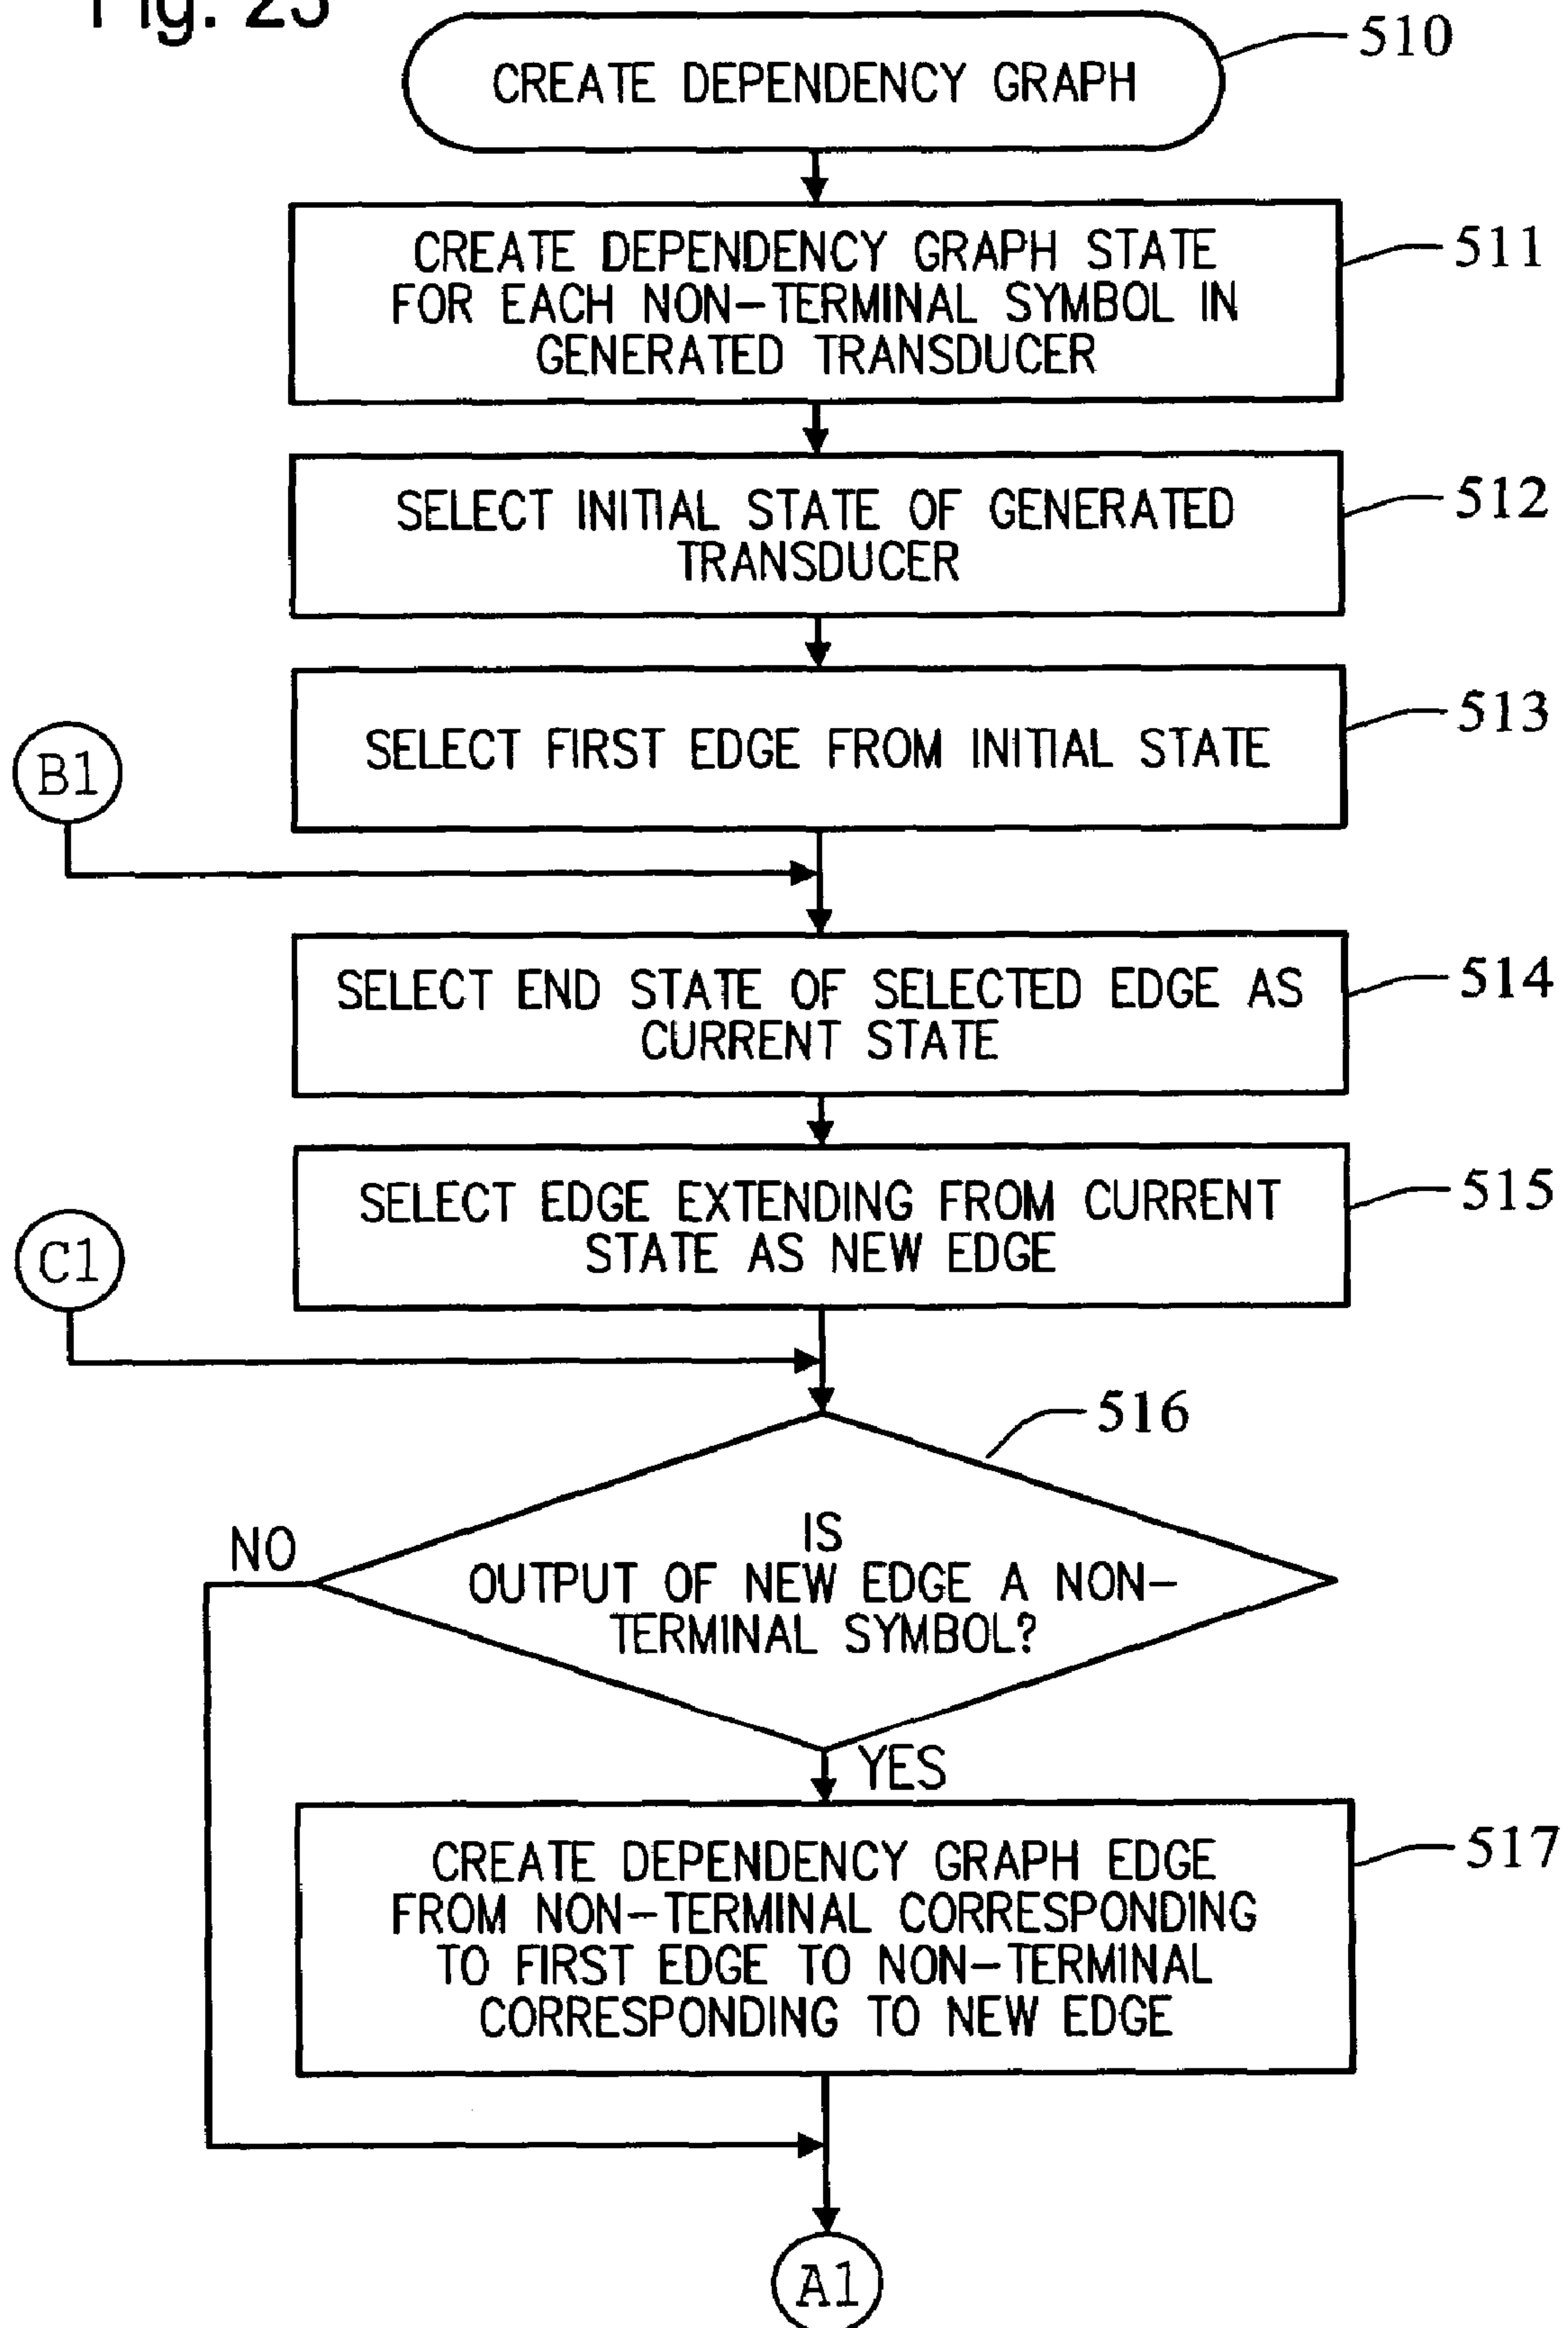 Fig. 23
510
CREATE DEPENDENCY GRAPH
511
CREATE DEPENDENCY GRAPH STATE
FOR EACH NON-TERMINAL SYMBOL IN
GENERATED TRANSDUCER
512
SELECT INITIAL STATE OF GENERATED
TRANSDUCER
513
SELECT FIRST EDGE FROM INITIAL STATE
B1
514
SELECT END STATE OF SELECTED EDGE AS
CURRENT STATE
515
SELECT EDGE EXTENDING FROM CURRENT
STATE AS NEW EDGE
C1
516
IS
OUTPUT OF NEW EDGE A NON-
TERMINAL SYMBOL?
NO
YES
517
CREATE DEPENDENCY GRAPH EDGE
FROM NON-TERMINAL CORRESPONDING
TO FIRST EDGE TO NON-TERMINAL
CORRESPONDING TO NEW EDGE
A1